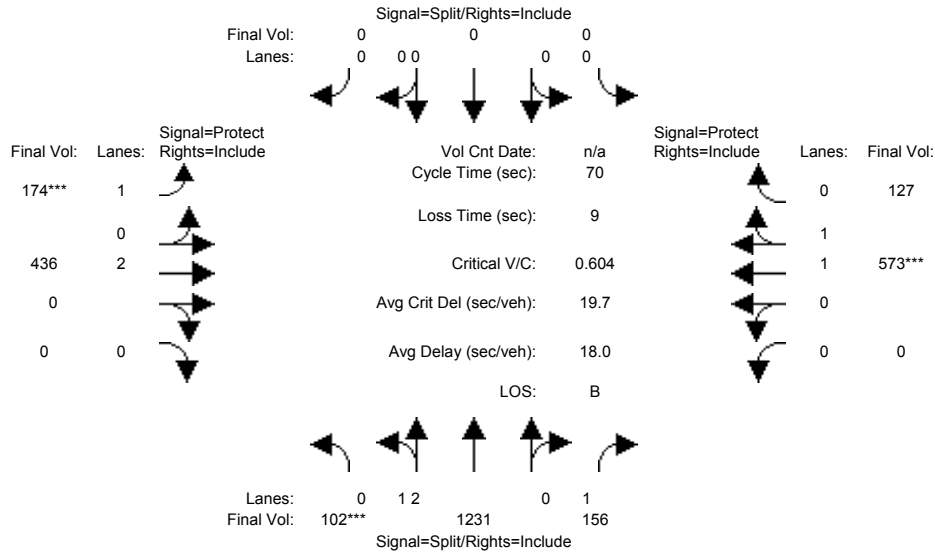 Signal=Split/Rights=Include
Final Vol: 0 0 0
Lanes: 0 0 0 0 0
Signal=Protect
Final Vol: Lanes: Rights=Include
Vol Cnt Date: n/a
Signal=Protect
Rights=Include Lanes: Final Vol:
Cycle Time (sec): 70
174*** 1
0 127
Loss Time (sec): 9
0
1
436 2
Critical V/C: 0.604
1 573***
0
Avg Crit Del (sec/veh): 19.7
0
0 0
Avg Delay (sec/veh): 18.0
0 0
LOS: B
Lanes: 0 1 2 0 1
Final Vol: 102*** 1231 156
Signal=Split/Rights=Include